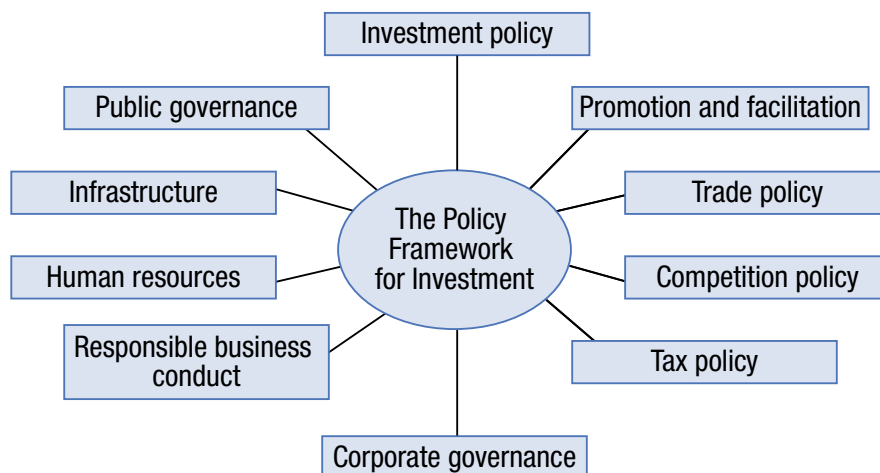 Investment policy
Public governance
Promotion and facilitation
Infrastructure
Trade policy
The Policy
Framework
for Investment
Human resources
Competition policy
Responsible business
conduct
Tax policy
Corporate governance